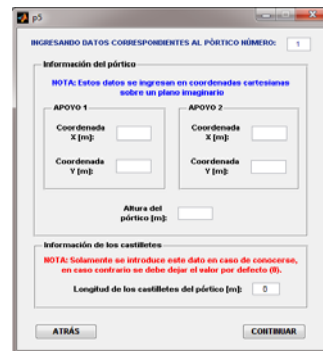 p5
INGRESANDO DATOS CORRESPONDIENTES AL PÓRTICO NÚMERO: 1
Información del pórtico
NOTA: Estos datos se ingresan en coordenadas cartesianas
sobre un plano imaginario
APOYO 1
APOYO 2
Coordenada
X [m]:
Coordenada
X [m]:
Coordenada
Y [m]:
Coordenada
Y [m]:
Altura del
pórtico [m]:
Información de los castilletes
NOTA: Solamente se introduce este dato en caso de conocerse,
en caso contrario se debe dejar el valor por defecto (0).
Longitud de los castilletes del pórtico [m]: 0
ATRÁS
CONTINUAR